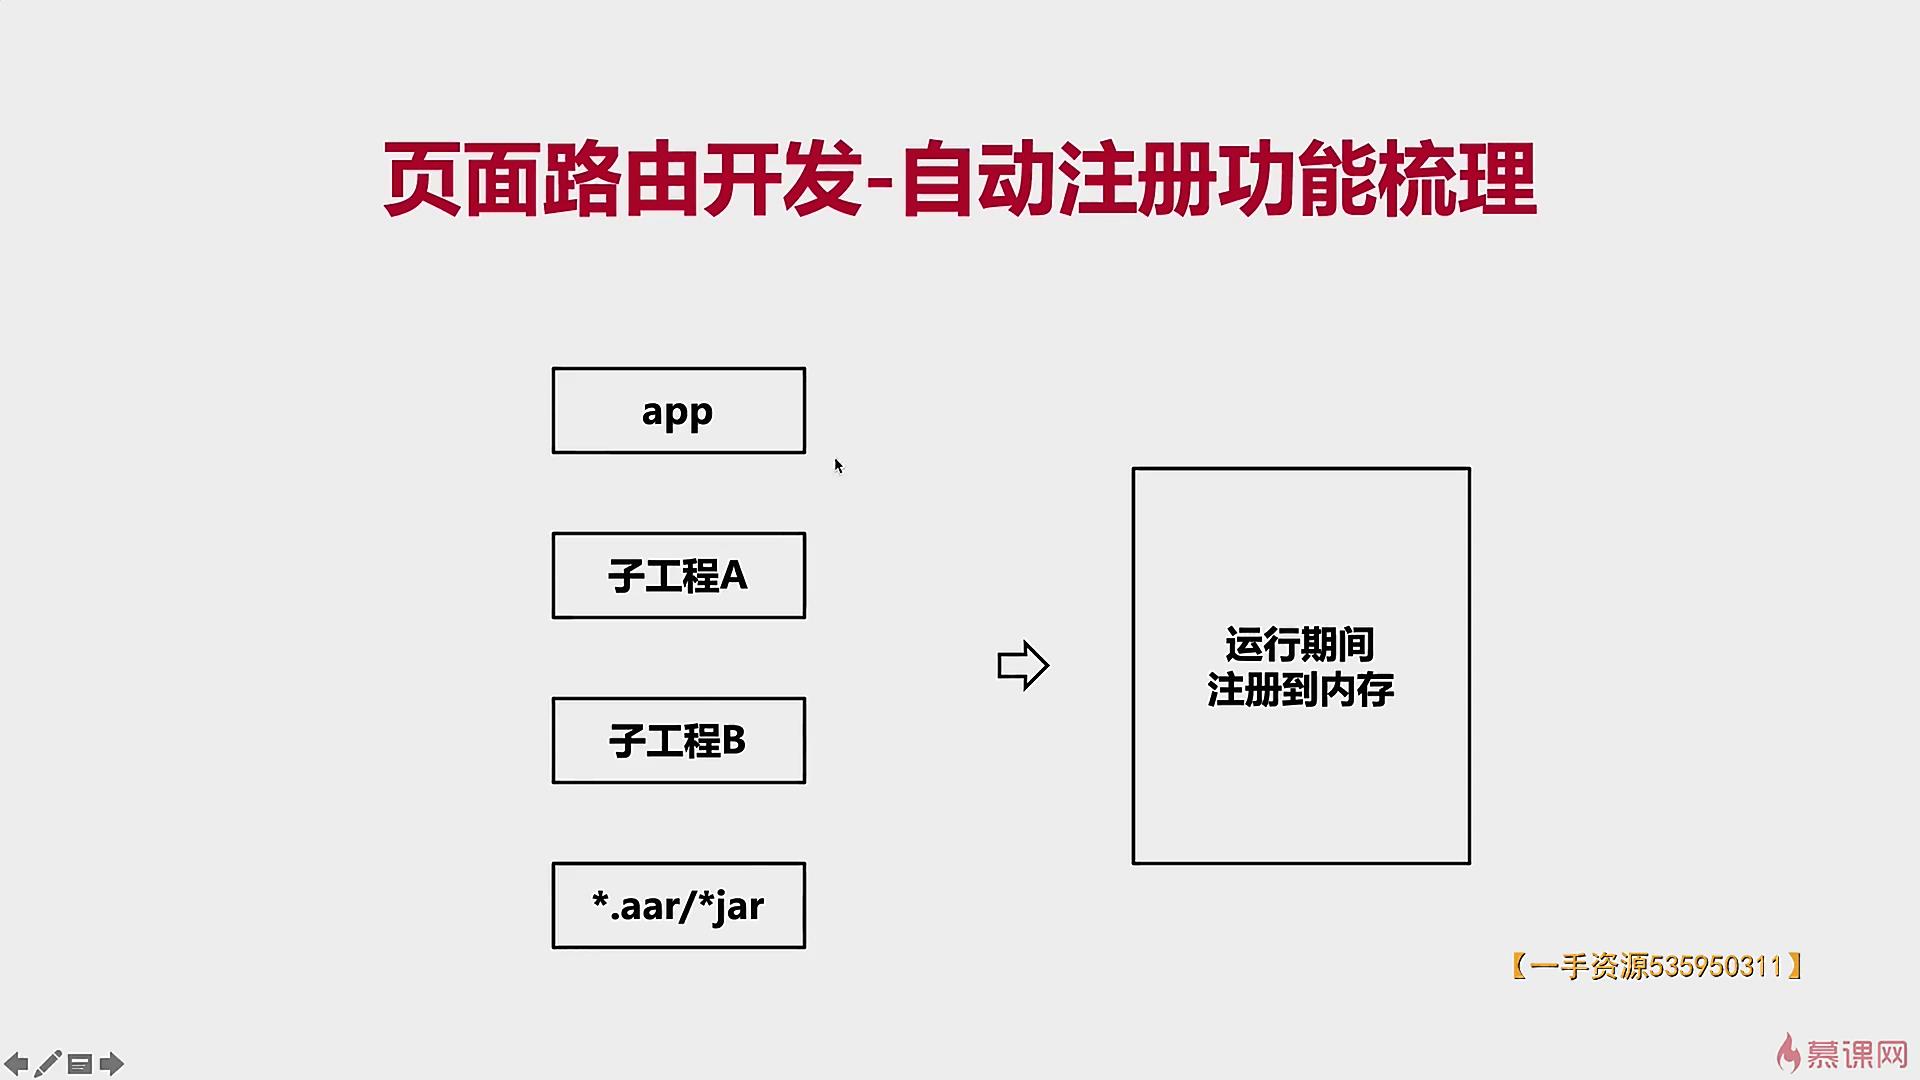 页面路由开发-自动注册功能梳理
app
子工程A
子工程B
*.aar/*jar
运行期间
注册到内存
【一手资源535950311】
慕课网